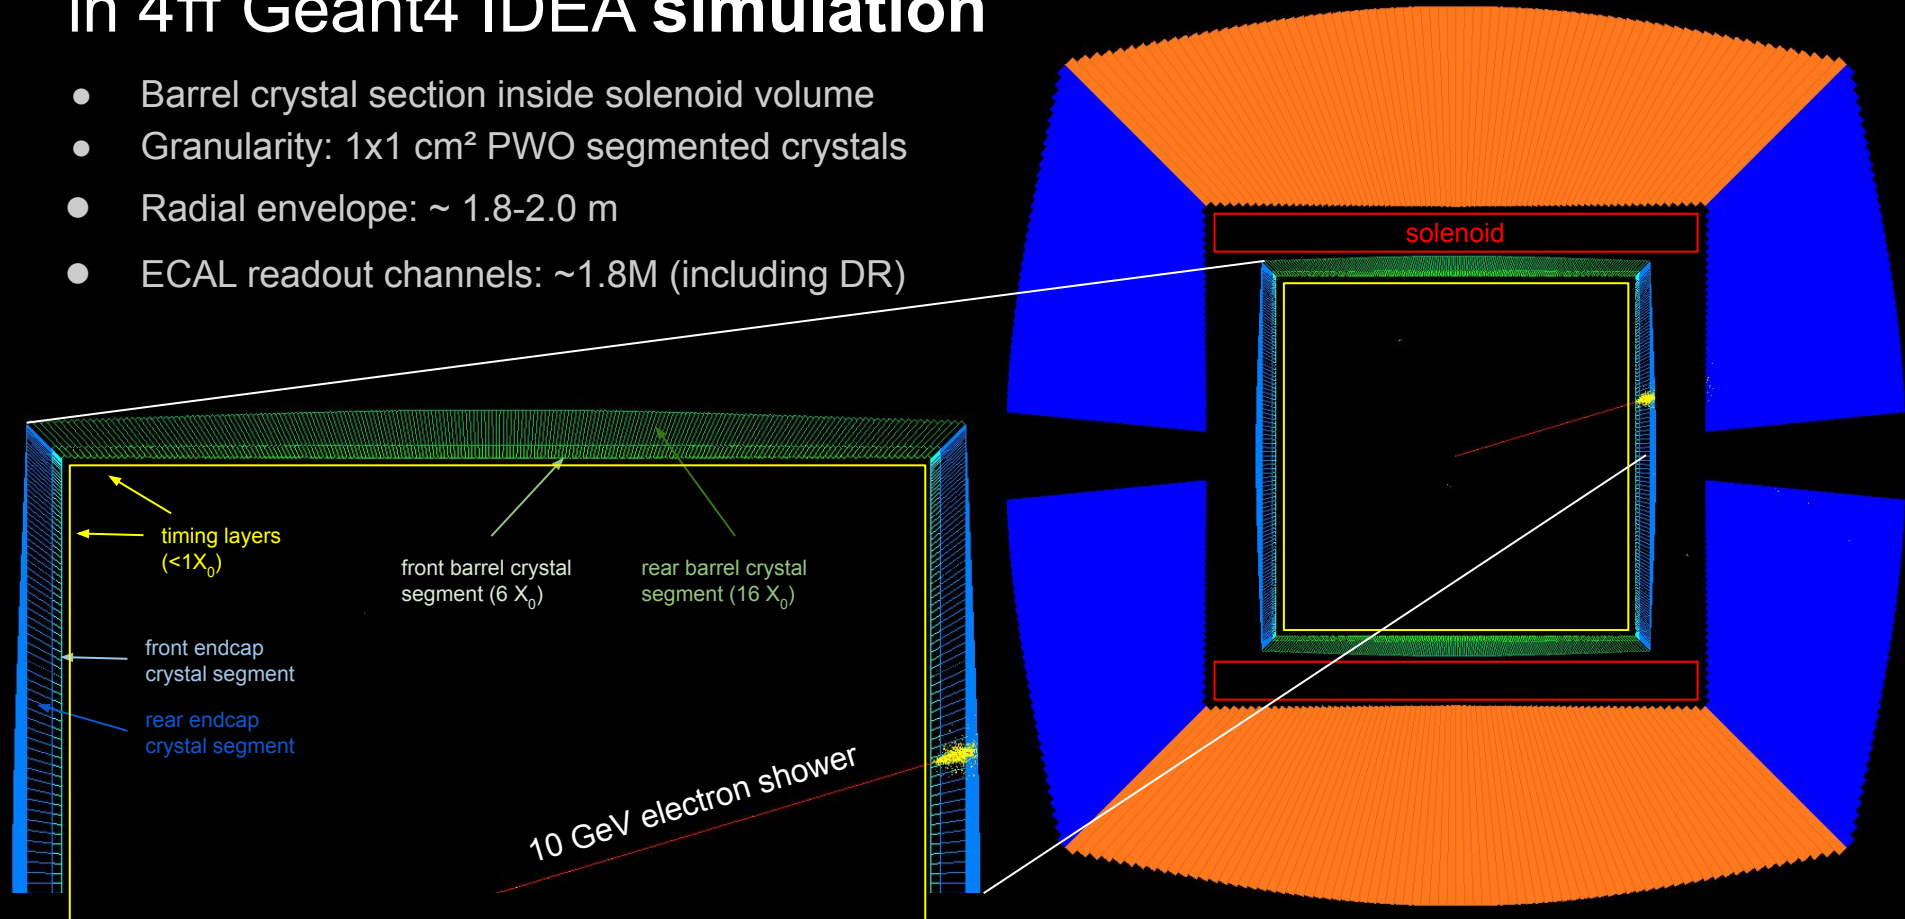 in 4π Geant4 IDEA simulation
● Barrel crystal section inside solenoid volume
● Granularity: 1x1 cm² PWO segmented crystals
● Radial envelope: ~ 1.8-2.0 m
● ECAL readout channels: ~1.8M (including DR)
solenoid
timing layers
(<1X₀)
front barrel crystal
segment (6 X₀)
rear barrel crystal
segment (16 X₀)
front endcap
crystal segment
rear endcap
crystal segment
10 GeV electron shower